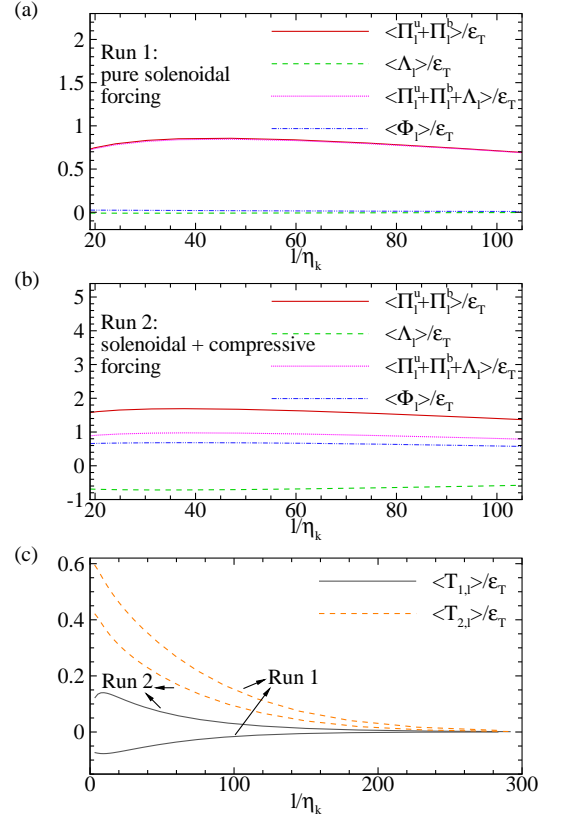 (a)
2
1.5
1
0.5
0
20 40 60 80 100
l/η_k
Run 1:
pure solenoidal
forcing
<Π_l^u+Π_l^b>/ε_T
<Λ_l>/ε_T
<Π_l^u+Π_l^b+Λ_l>/ε_T
<Φ_l>/ε_T
(b)
5
4
3
2
1
0
-1
20 40 60 80 100
l/η_k
Run 2:
solenoidal + compressive
forcing
<Π_l^u+Π_l^b>/ε_T
<Λ_l>/ε_T
<Π_l^u+Π_l^b+Λ_l>/ε_T
<Φ_l>/ε_T
(c)
0.6
0.4
0.2
0
0 100 200 300
l/η_k
<T_{1,l}>/ε_T
<T_{2,l}>/ε_T
Run 2
Run 1